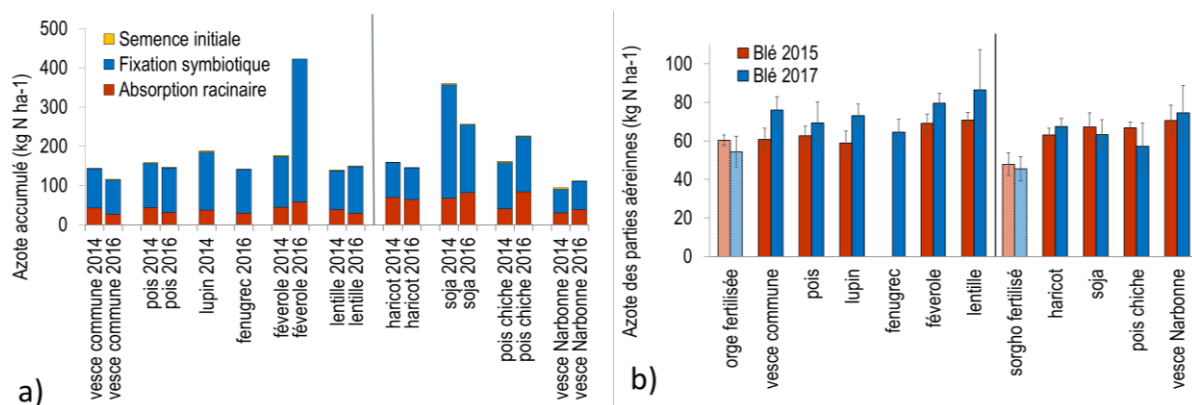 500
400
300
200
100
0
Azote accumulé (kg N ha-1)
Semence initiale
Fixation symbiotique
Absorption racinaire
vesce commune 2014
vesce commune 2016
pois 2014
pois 2016
lupin 2014
fenugrec 2016
féverole 2014
féverole 2016
lentille 2014
lentille 2016
haricot 2014
haricot 2016
soja 2014
soja 2016
pois chiche 2014
pois chiche 2016
vesce Narbonne 2014
vesce Narbonne 2016
a)
100
80
60
40
20
0
Azote des parties aéreinnes (kg N ha-1)
Blé 2015
Blé 2017
orge fertilisée
vesce commune
pois
lupin
fenugrec
féverole
lentille
sorgho fertilisé
haricot
soja
pois chiche
vesce Narbonne
b)